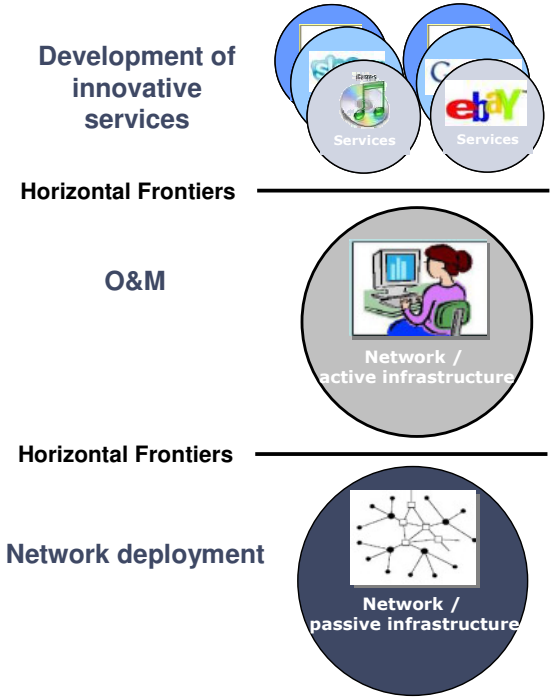 Development of
innovative
services
iTunes
ebaY
Services
Services
Horizontal Frontiers
O&M
Network /
active infrastructure
Horizontal Frontiers
Network deployment
Network /
passive infrastructure